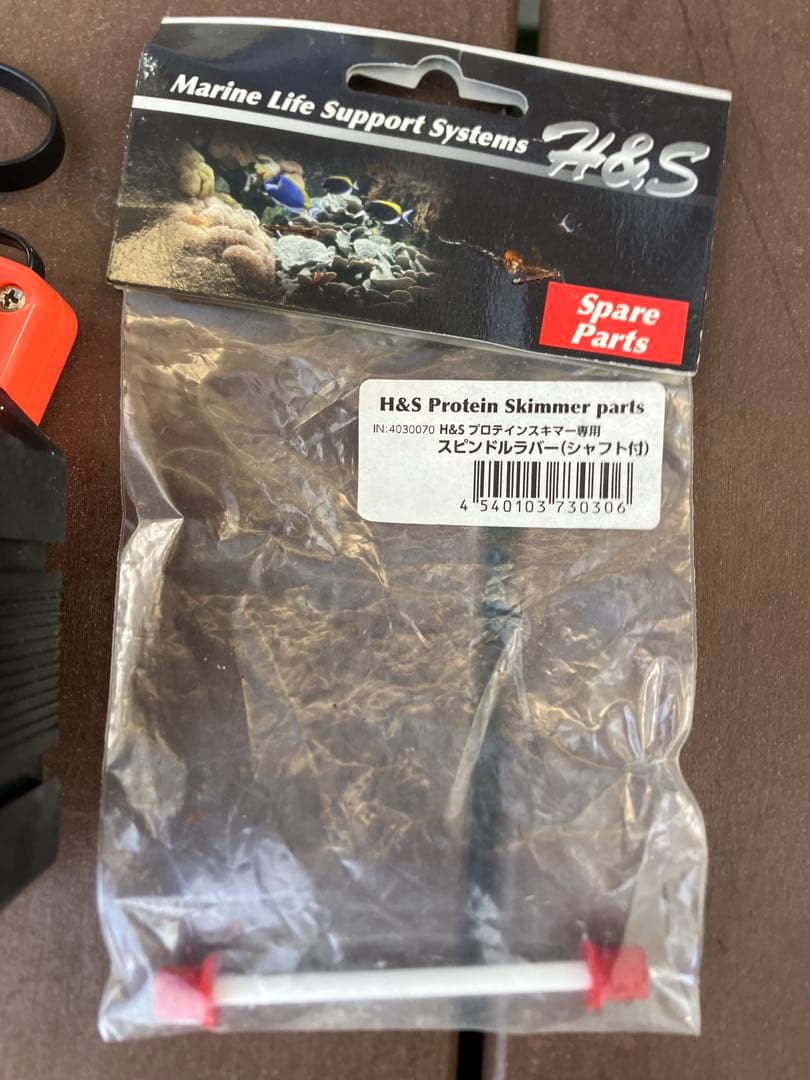 Marine Life Support Systems
H&S
Spare
Parts
H&S Protein Skimmer parts
IN:4030070 H&S プロテインスキマー専用
スピンドルラバー(シャフト付)
4 540103 730306